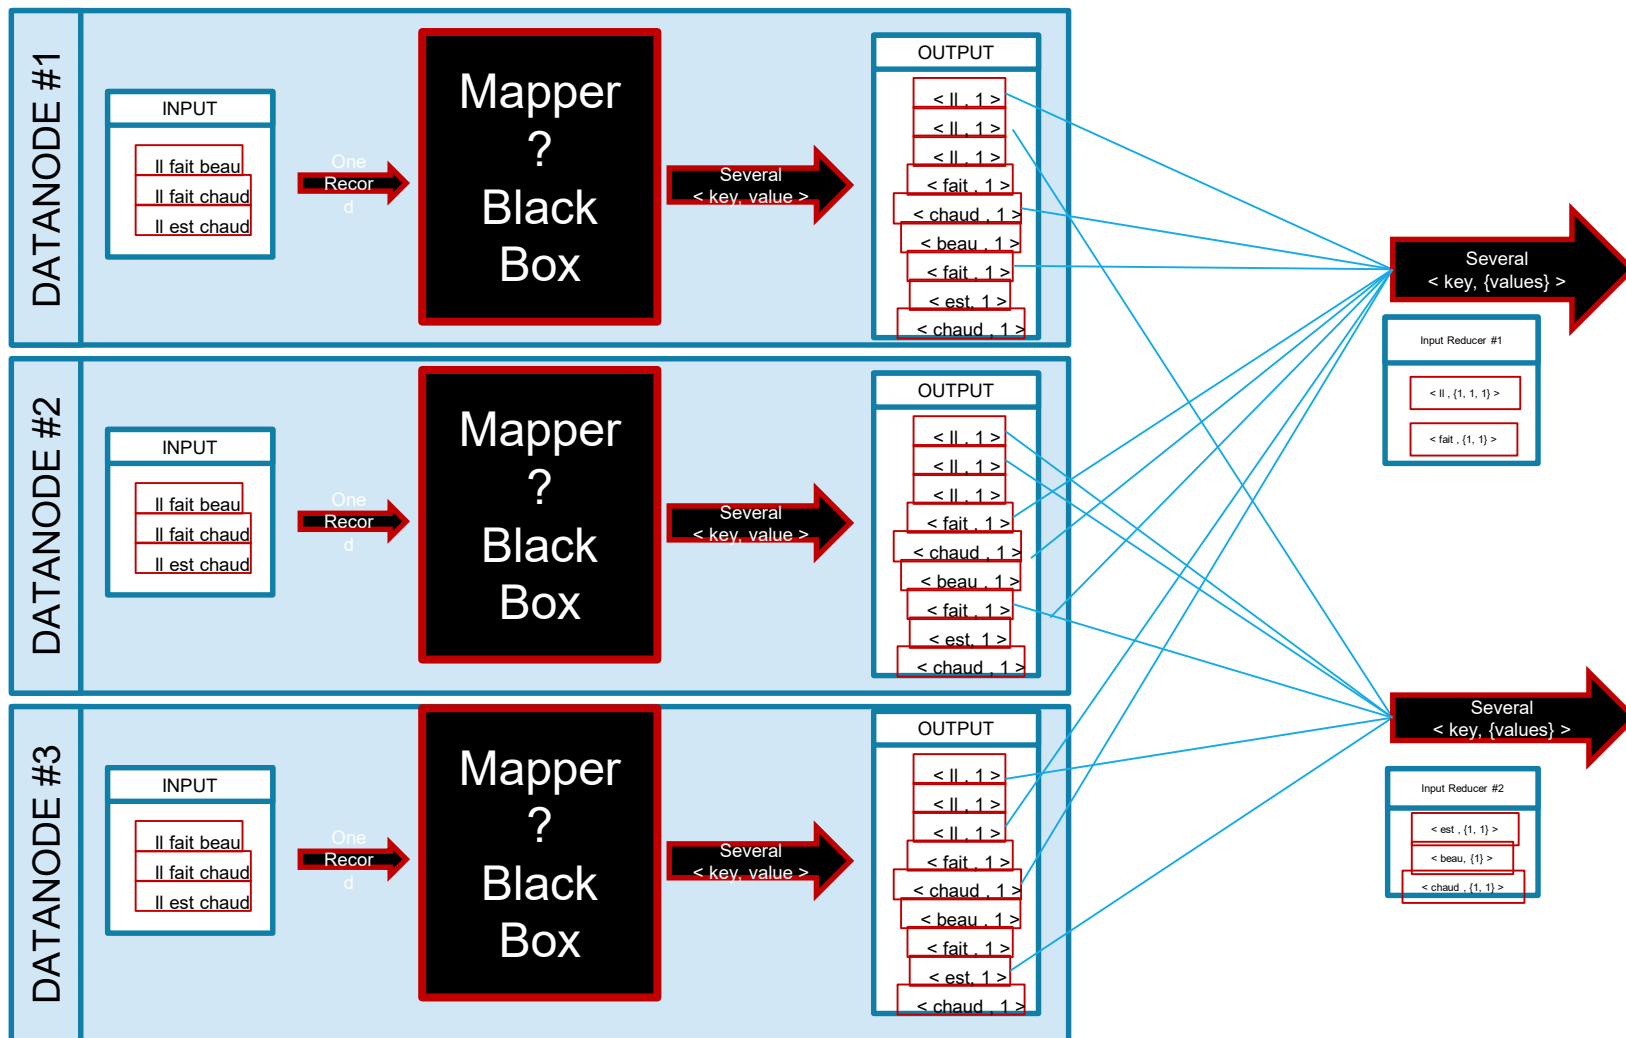 DATANODE #1
INPUT
Il fait beau
Il fait chaud
Il est chaud
One
Recor
d
Mapper
?
Black
Box
Several
< key, value >
OUTPUT
< Il , 1 >
< Il , 1 >
< Il , 1 >
< fait , 1 >
< chaud , 1 >
< beau , 1 >
< fait , 1 >
< est, 1 >
< chaud , 1 >
DATANODE #2
INPUT
Il fait beau
Il fait chaud
Il est chaud
One
Recor
d
Mapper
?
Black
Box
Several
< key, value >
OUTPUT
< Il , 1 >
< Il , 1 >
< Il , 1 >
< fait , 1 >
< chaud , 1 >
< beau , 1 >
< fait , 1 >
< est, 1 >
< chaud , 1 >
DATANODE #3
INPUT
Il fait beau
Il fait chaud
Il est chaud
One
Recor
d
Mapper
?
Black
Box
Several
< key, value >
OUTPUT
< Il , 1 >
< Il , 1 >
< Il , 1 >
< fait , 1 >
< chaud , 1 >
< beau , 1 >
< fait , 1 >
< est, 1 >
< chaud , 1 >
Several
< key, {values} >
Input Reducer #1
< Il , {1, 1, 1} >
< fait , {1, 1} >
Several
< key, {values} >
Input Reducer #2
< est , {1, 1} >
< beau, {1} >
< chaud , {1, 1} >